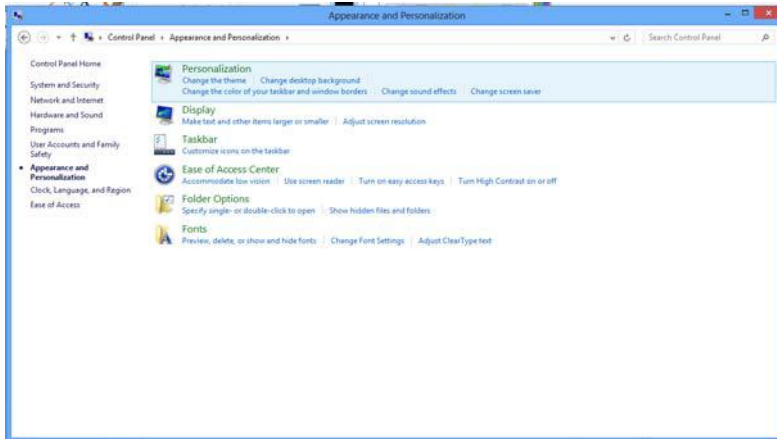 Appearance and Personalization
Control Panel ▸ Appearance and Personalization ▸
Search Control Panel
Control Panel Home
System and Security
Network and Internet
Hardware and Sound
Programs
User Accounts and Family
Safety
Appearance and
Personalization
Clock, Language, and Region
Ease of Access
Personalization
Change the theme | Change desktop background
Change the color of your taskbar and window borders | Change sound effects | Change screen saver
Display
Make text and other items larger or smaller | Adjust screen resolution
Taskbar
Customize icons on the taskbar
Ease of Access Center
Accommodate low vision | Use screen reader | Turn on easy access keys | Turn High Contrast on or off
Folder Options
Specify single- or double-click to open | Show hidden files and folders
Fonts
Preview, delete, or show and hide fonts | Change Font Settings | Adjust ClearType text